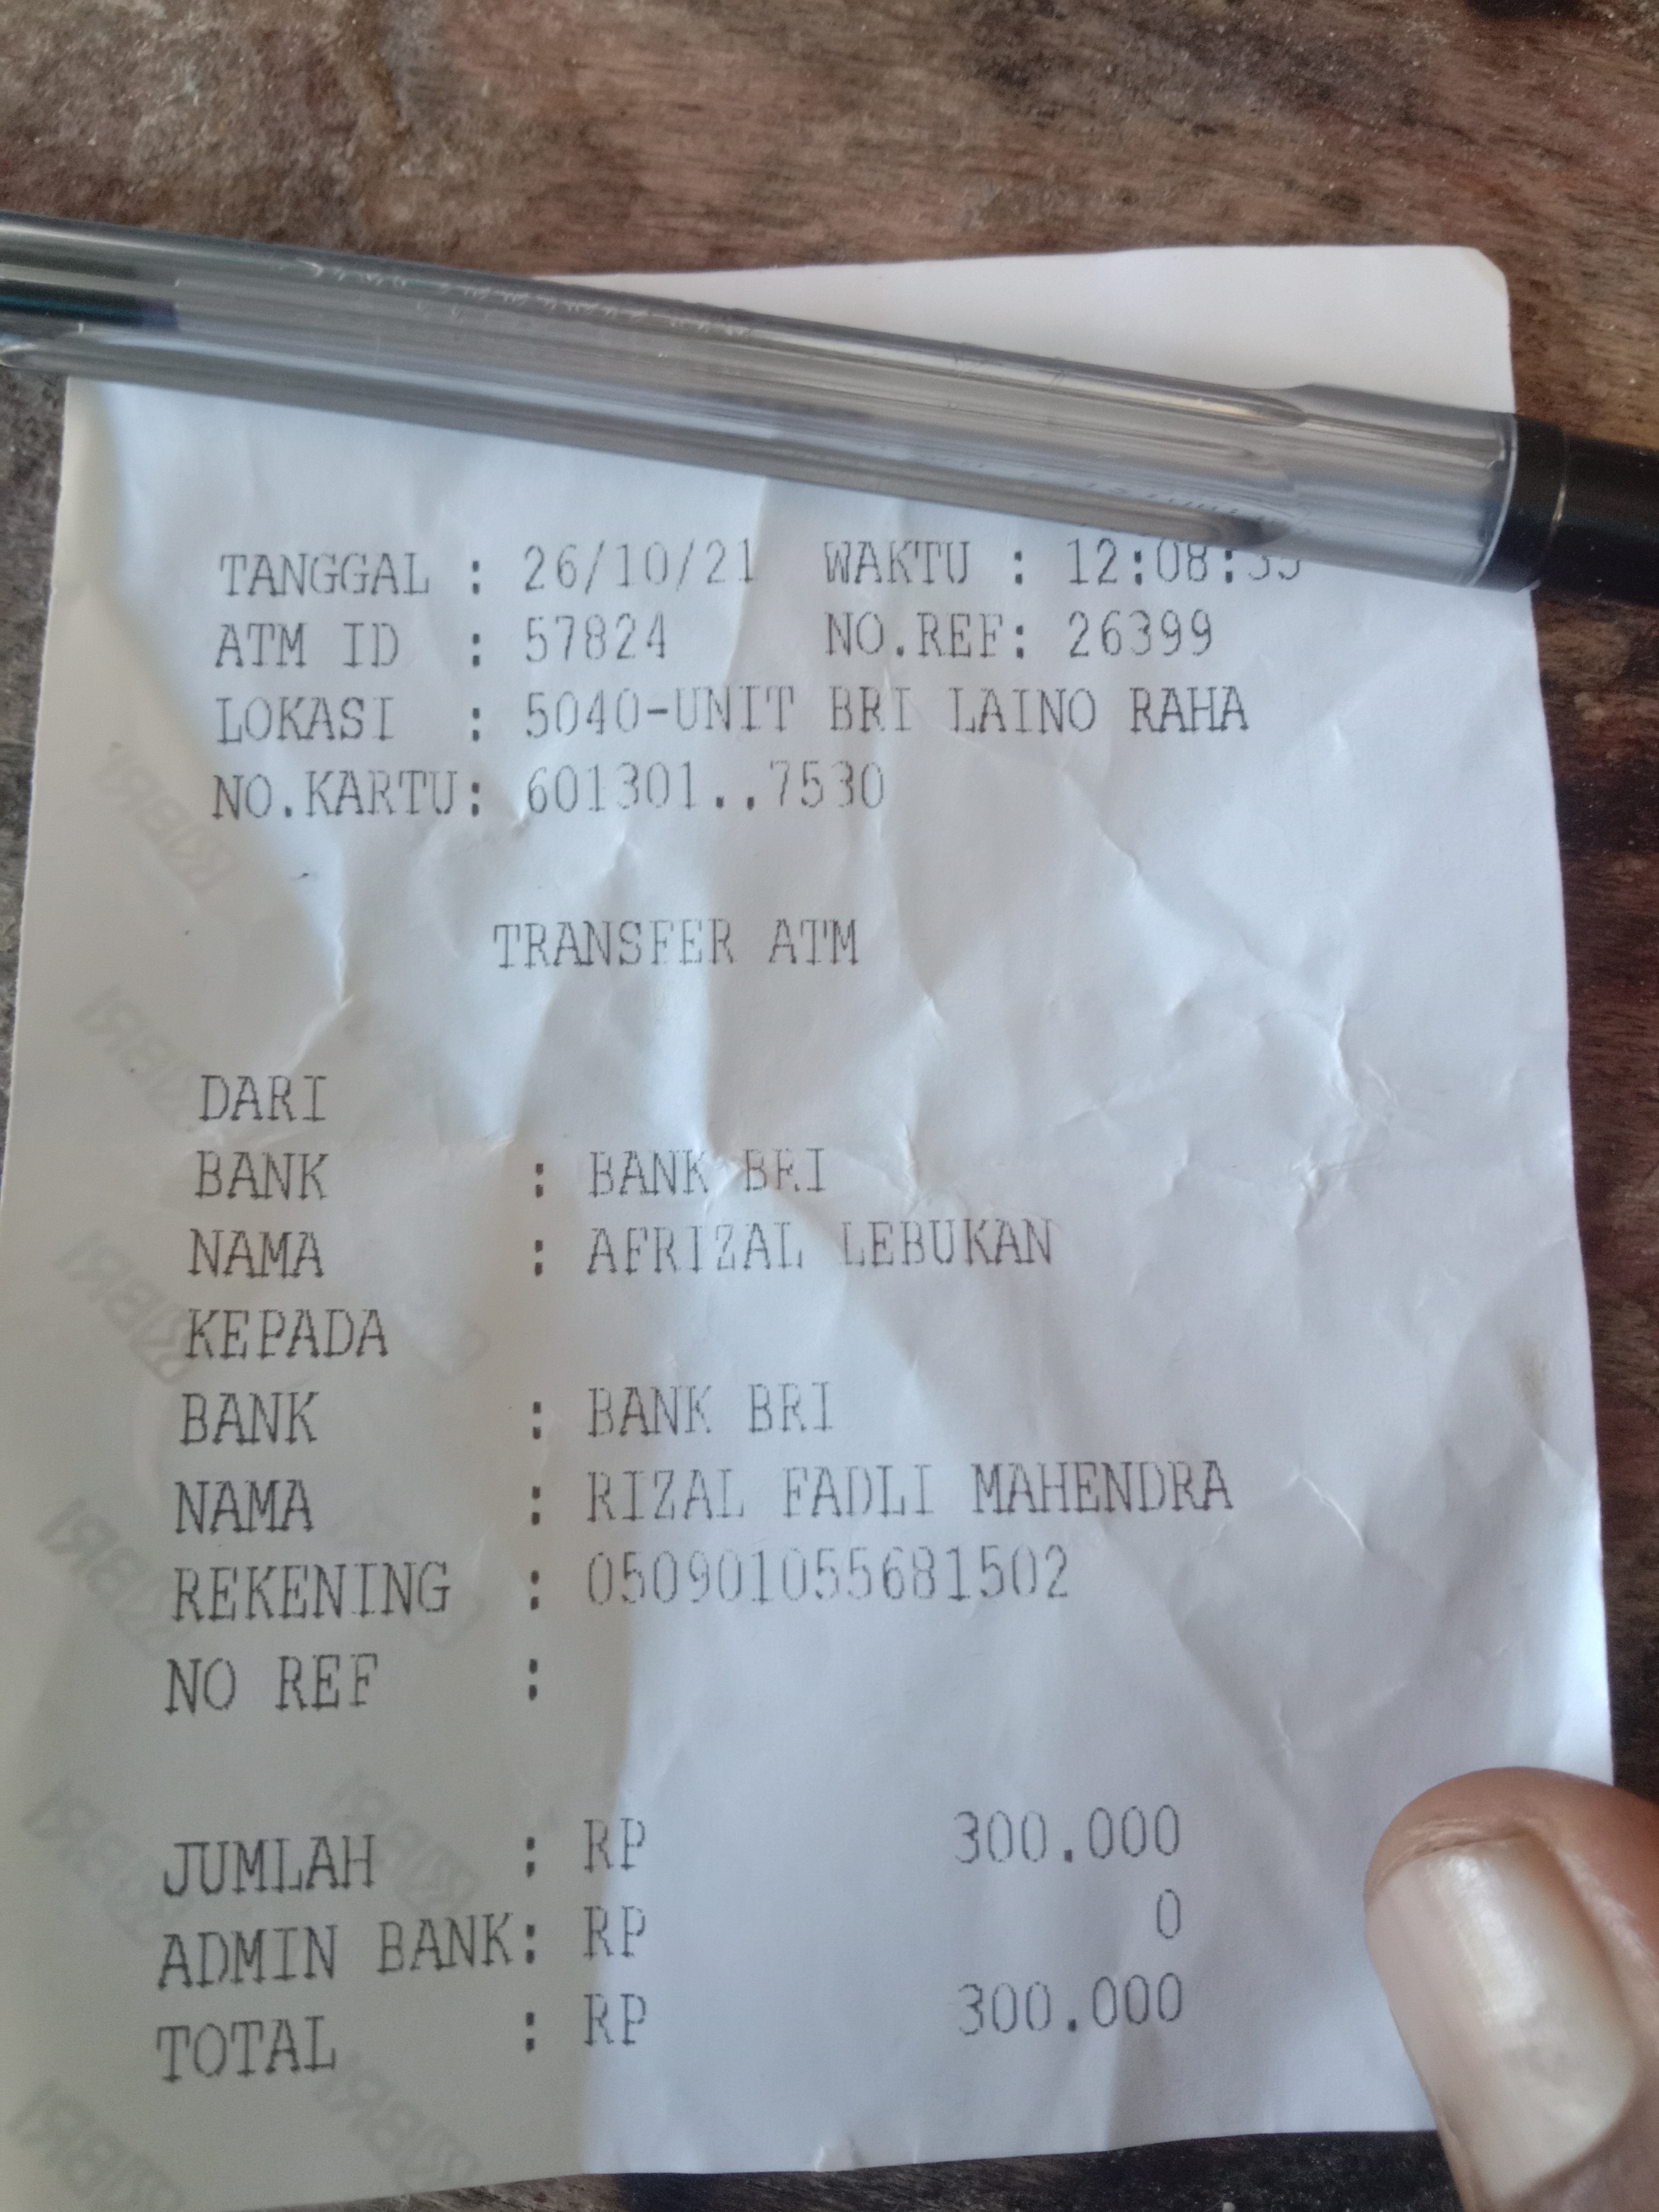 TANGGAL : 26/10/21 WAKTU : 12:08:
ATM ID : 57824 NO.REF: 26399
LOKASI : 5040-UNIT BRI LAINO RAHA
NO.KARTU: 601301..7530
TRANSFER ATM
DARI
BANK : BANK BRI
NAMA : AFRIZAL LEBUKAN
KEPADA
BANK : BANK BRI
NAMA : RIZAL FADLI MAHENDRA
REKENING : 050901055681502
NO REF :
JUMLAH : RP 300.000
ADMIN BANK: RP 0
TOTAL : RP 300.000